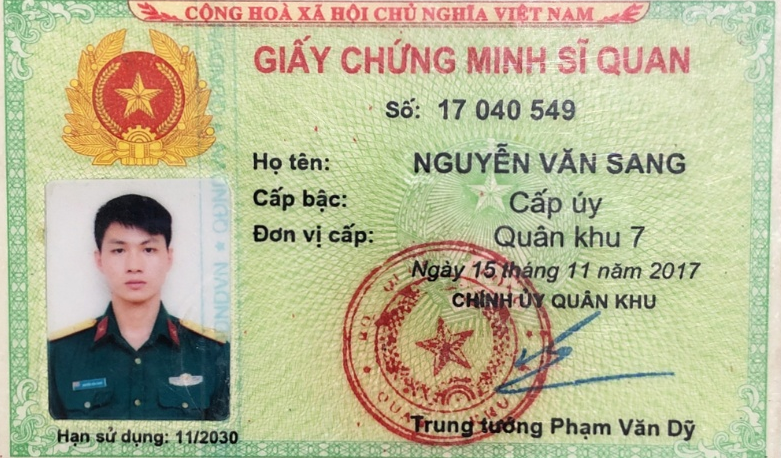 CỘNG HOÀ XÃ HỘI CHỦ NGHĨA VIỆT NAM
GIẤY CHỨNG MINH SĨ QUAN
Số: 17 040 549
Họ tên: NGUYỄN VĂN SANG
Cấp bậc: Cấp úy
Đơn vị cấp: Quân khu 7
Ngày 15 tháng 11 năm 2017
CHÍNH ỦY QUÂN KHU
Trung tướng Phạm Văn Dỹ
Hạn sử dụng: 11/2030